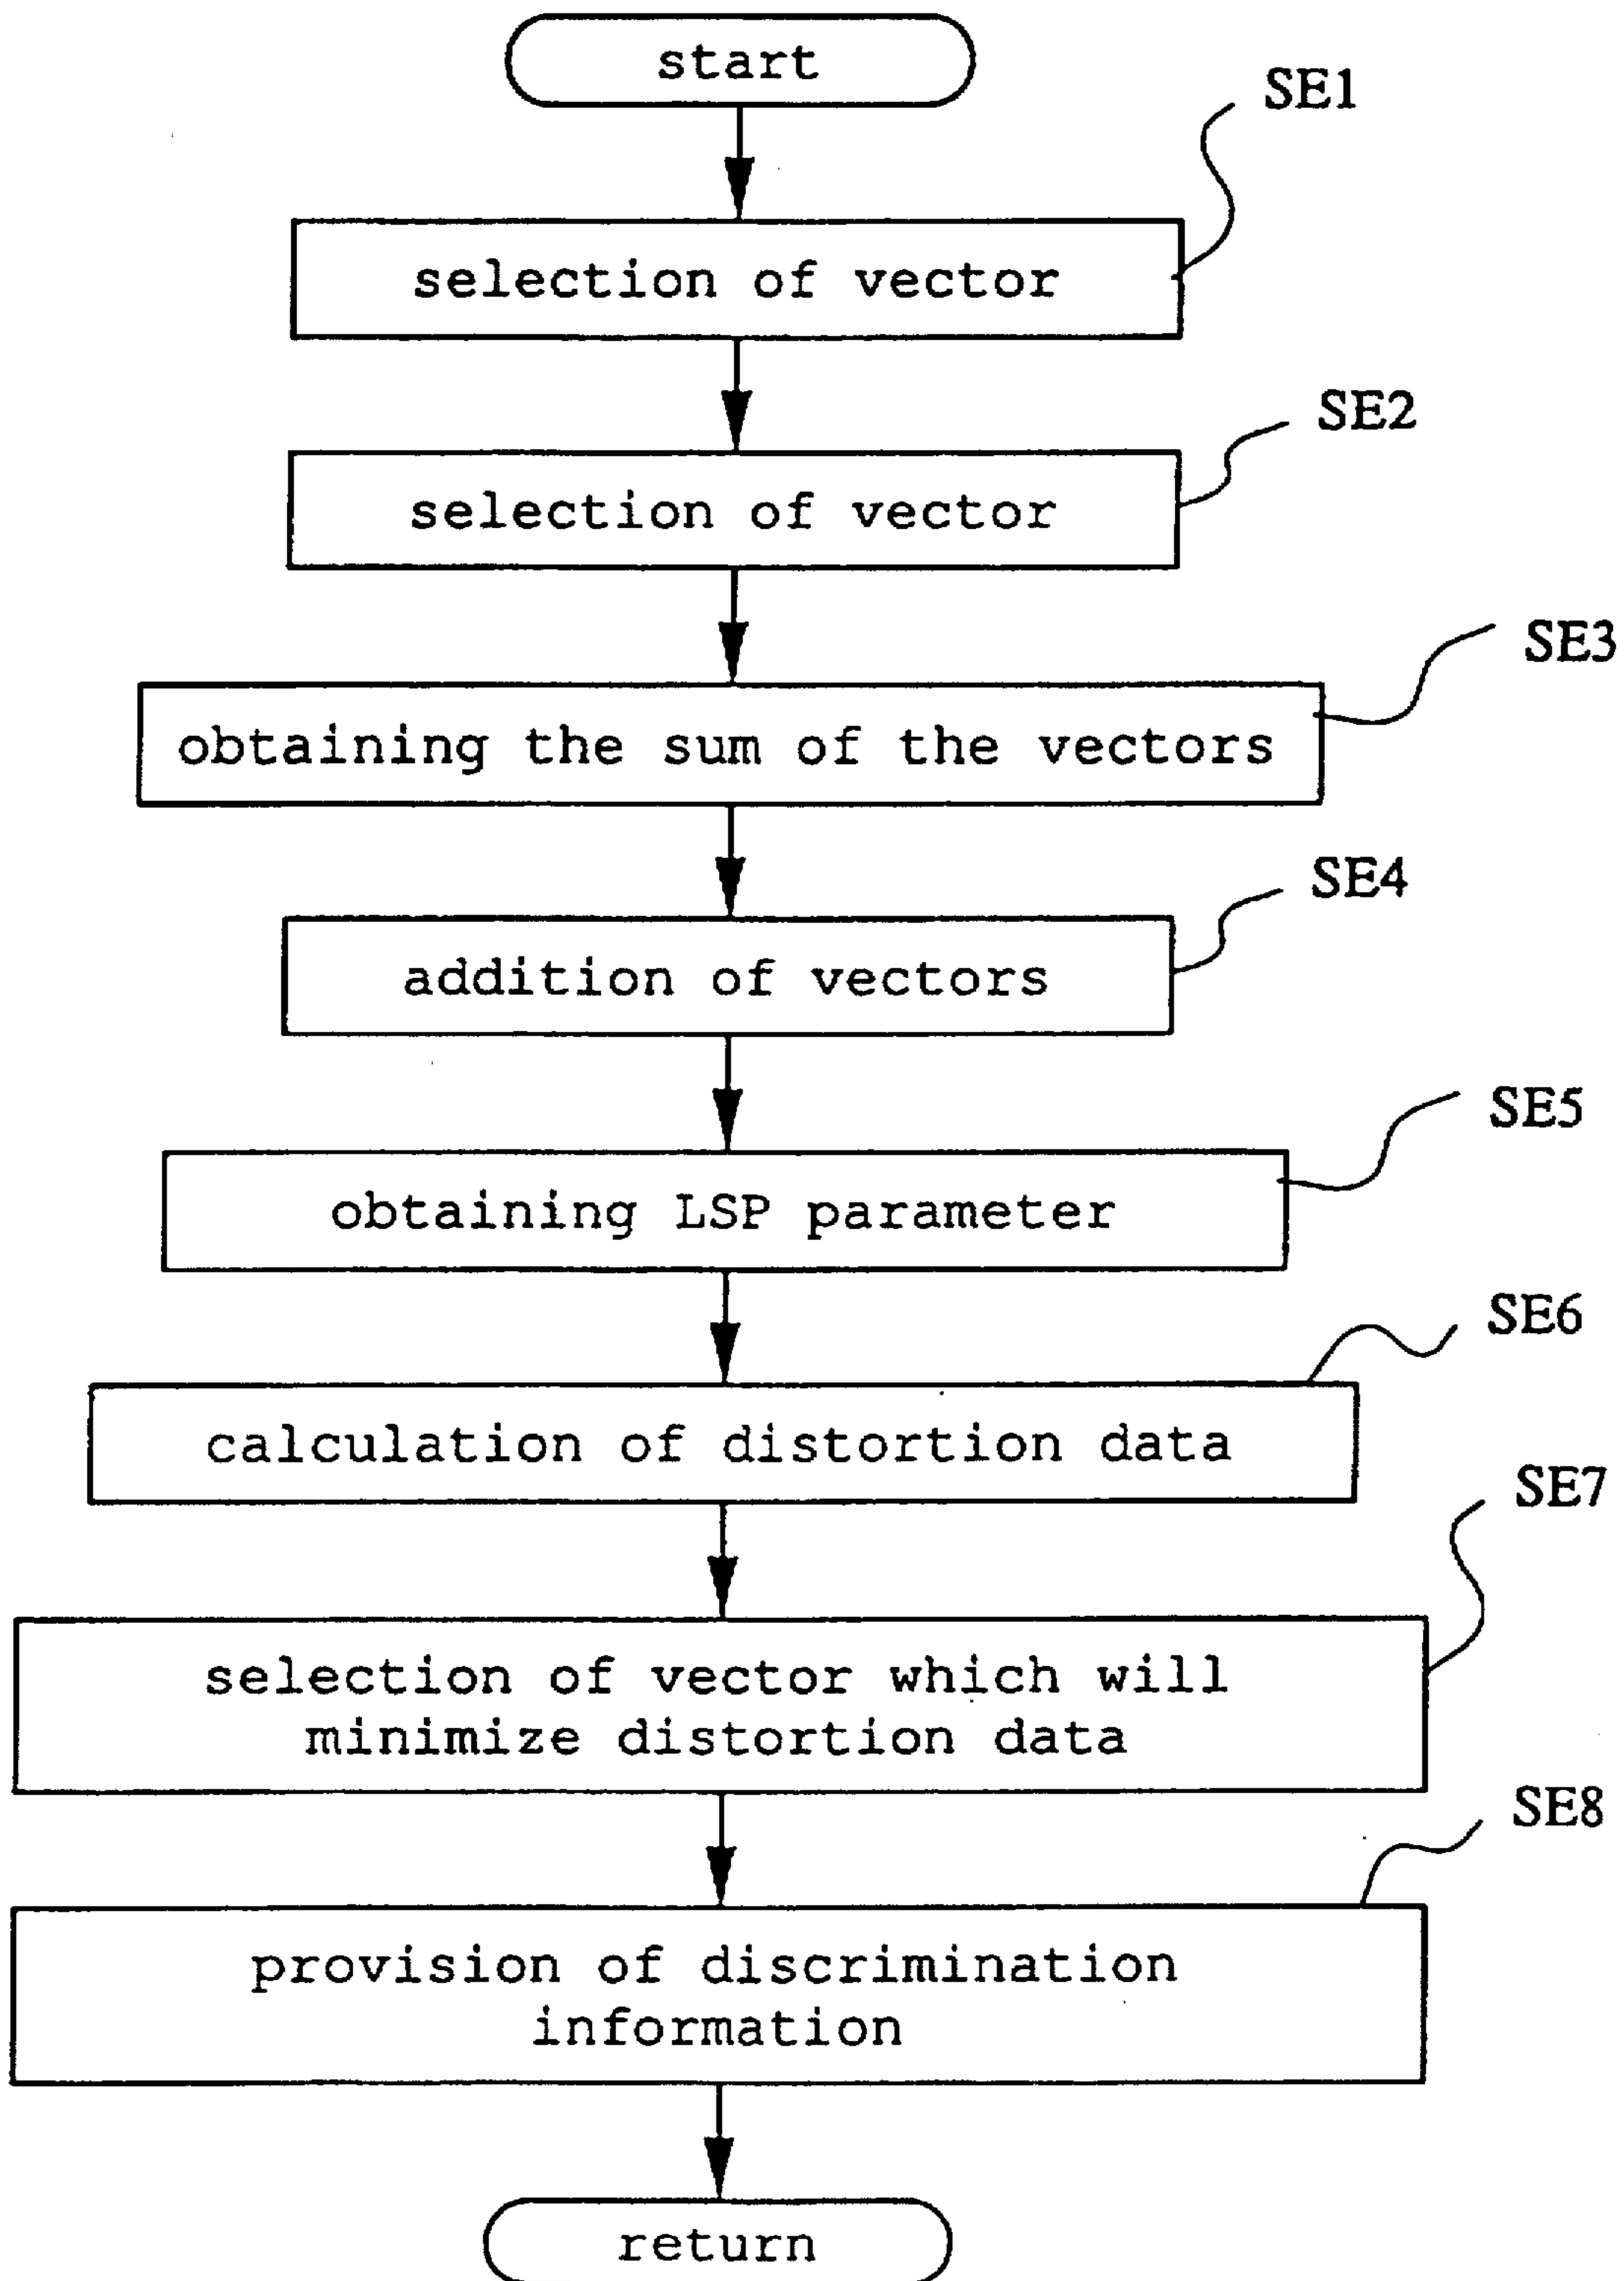 start
SE1
selection of vector
SE2
selection of vector
SE3
obtaining the sum of the vectors
SE4
addition of vectors
SE5
obtaining LSP parameter
SE6
calculation of distortion data
SE7
selection of vector which will
minimize distortion data
SE8
provision of discrimination
information
return